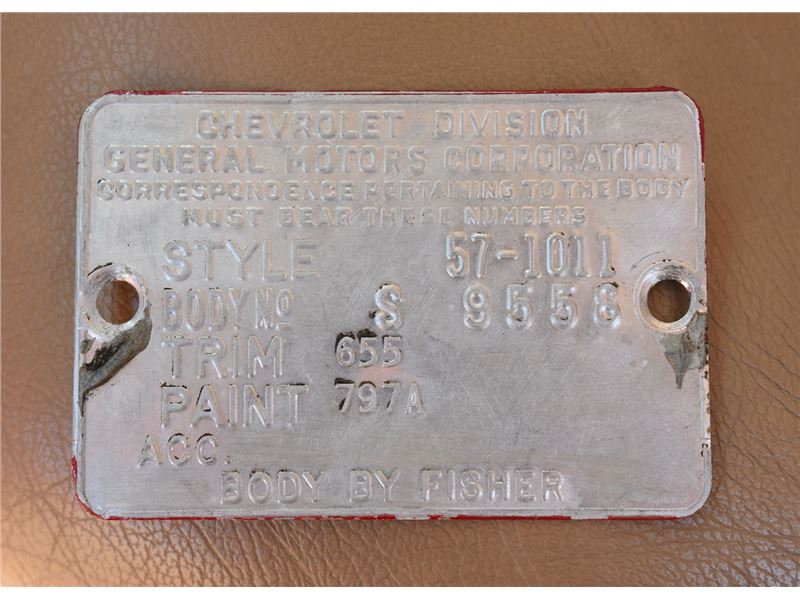 CHEVROLET DIVISION
GENERAL MOTORS CORPORATION
CORRESPONDENCE PERTAINING TO THE BODY
MUST BEAR THESE NUMBERS
STYLE 57-1011
BODY Nº S 9558
TRIM 655
PAINT 797A
ACC.
BODY BY FISHER